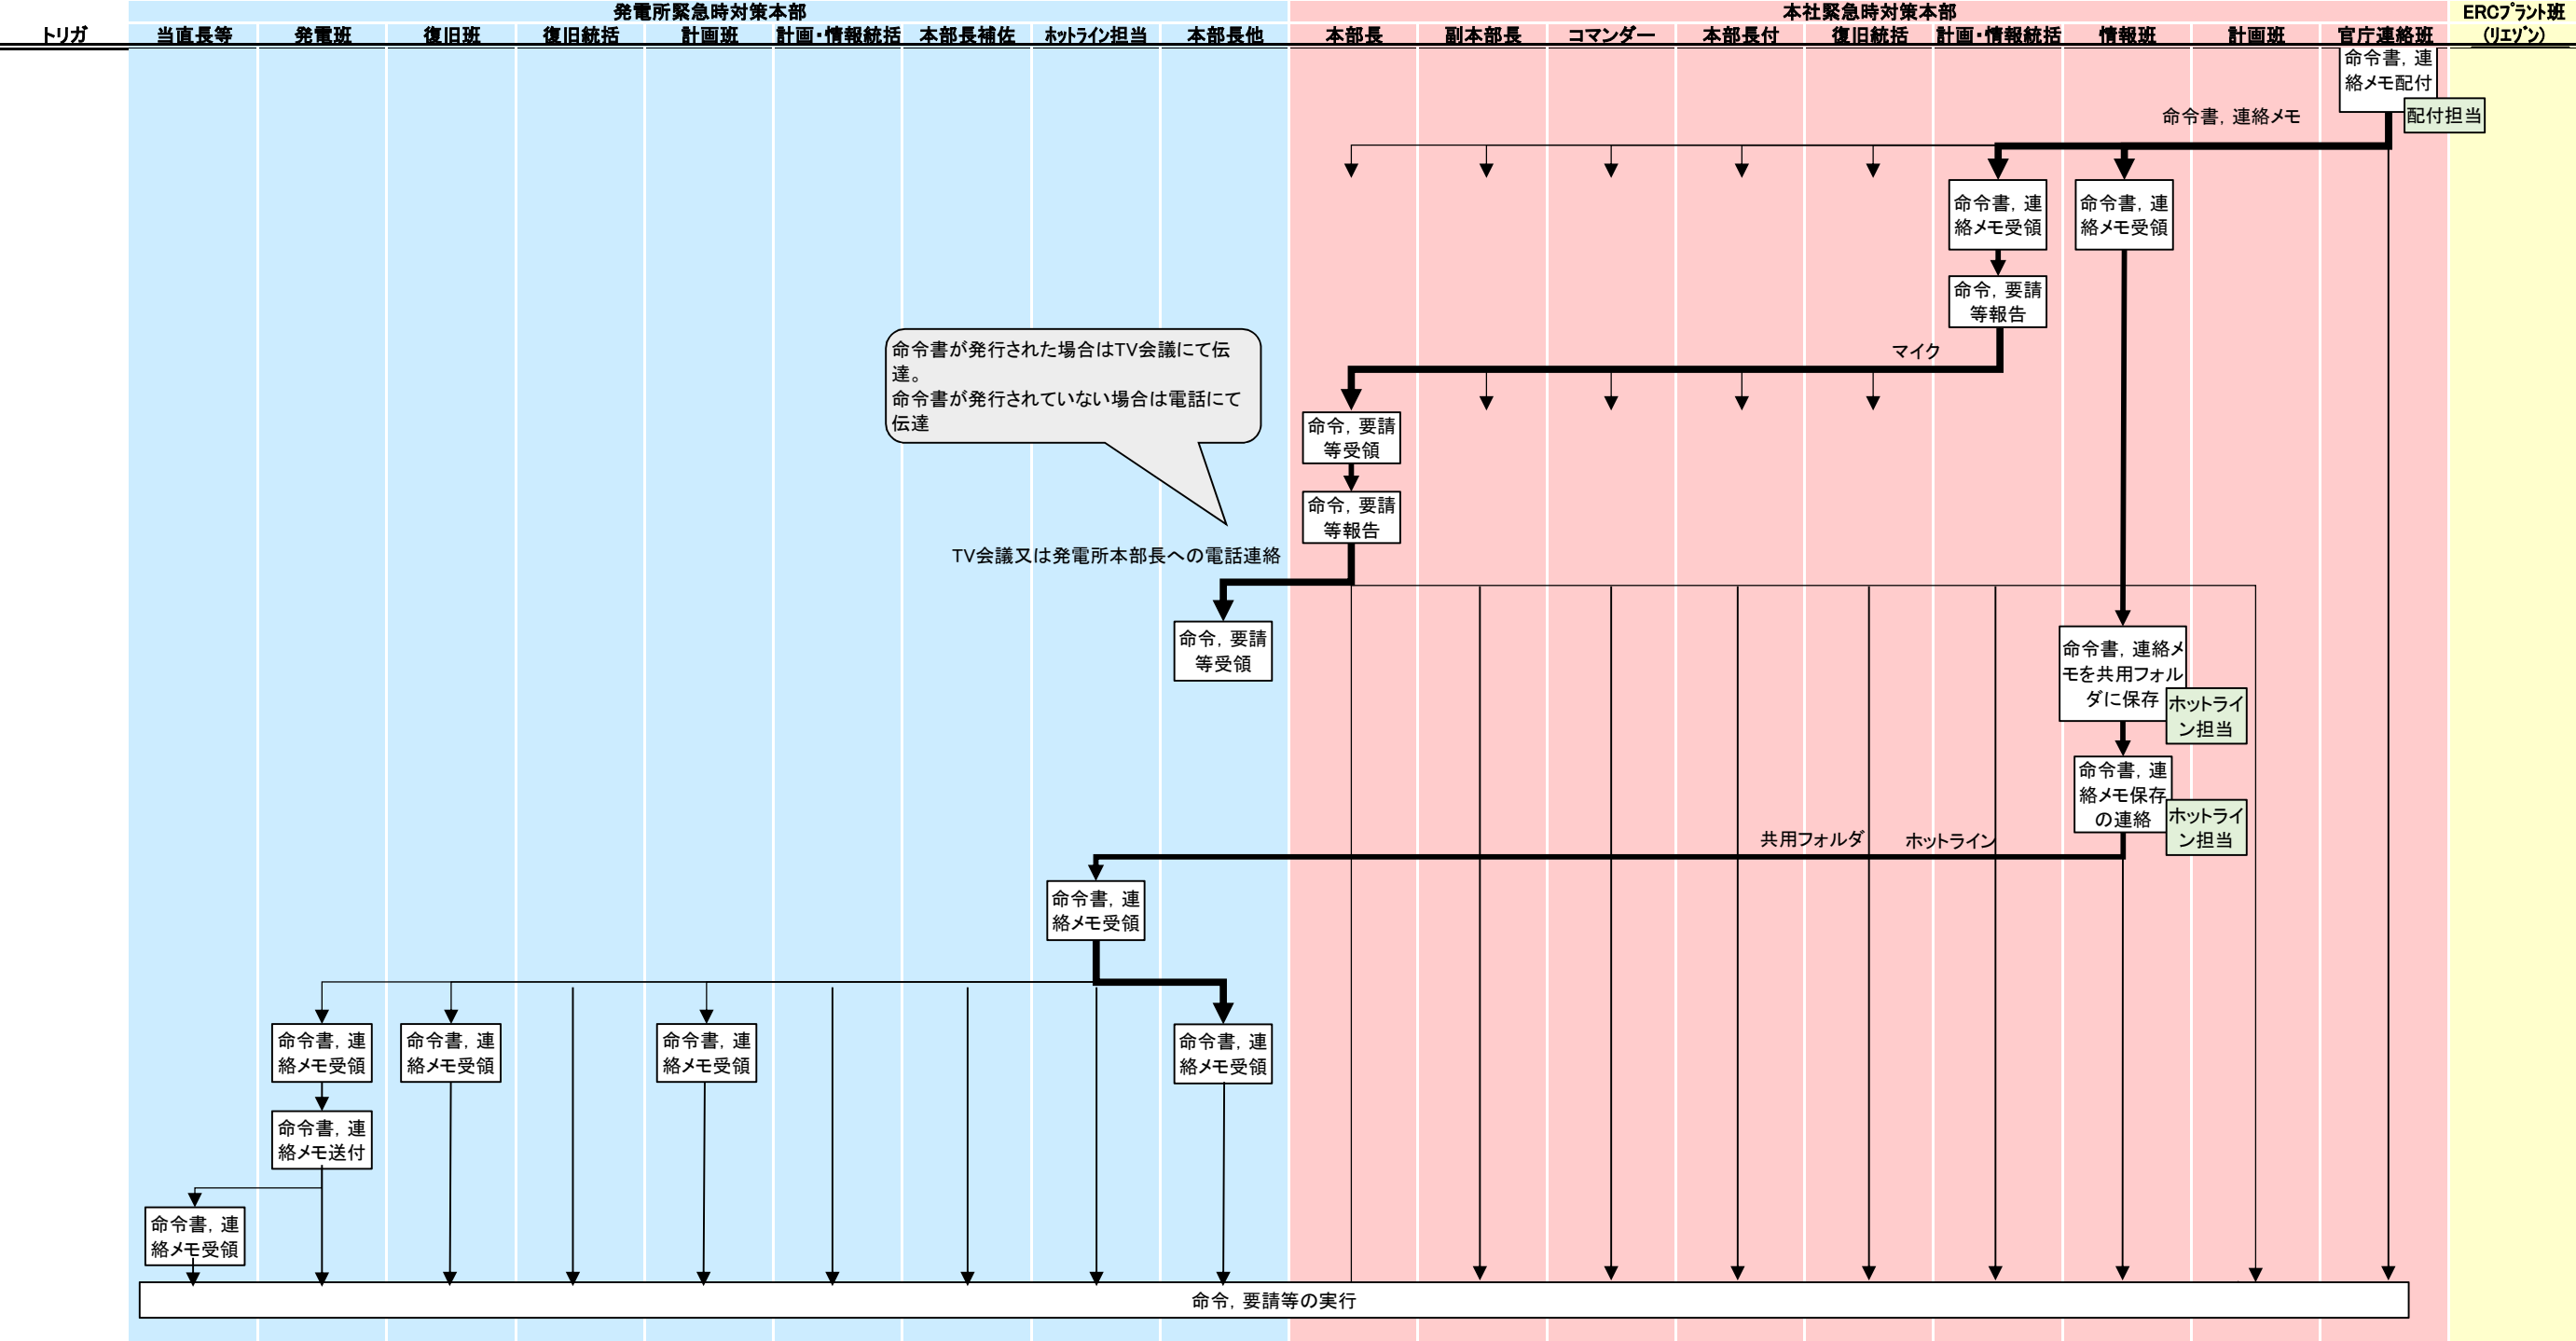 発電所緊急時対策本部
本社緊急時対策本部
ERCプラント班
(リエゾン)
トリガ
当直長等
発電班
復旧班
復旧統括
計画班
計画・情報統括
本部長補佐
ホットライン担当
本部長他
本部長
副本部長
コマンダー
本部長付
復旧統括
計画・情報統括
情報班
計画班
官庁連絡班
命令書，連
絡メモ配付
配付担当
命令書，連絡メモ
命令書，連
絡メモ受領
命令書，連
絡メモ受領
命令，要請
等報告
マイク
命令書が発行された場合はTV会議にて伝
達。
命令書が発行されていない場合は電話にて
伝達
命令，要請
等受領
命令，要請
等報告
TV会議又は発電所本部長への電話連絡
命令，要請
等受領
命令書，連絡メ
モを共用フォル
ダに保存
ホットライ
ン担当
命令書，連
絡メモ保存
の連絡
ホットライ
ン担当
共用フォルダ
ホットライン
命令書，連
絡メモ受領
命令書，連
絡メモ受領
命令書，連
絡メモ受領
命令書，連
絡メモ受領
命令書，連
絡メモ受領
命令書，連
絡メモ送付
命令書，連
絡メモ受領
命令，要請等の実行